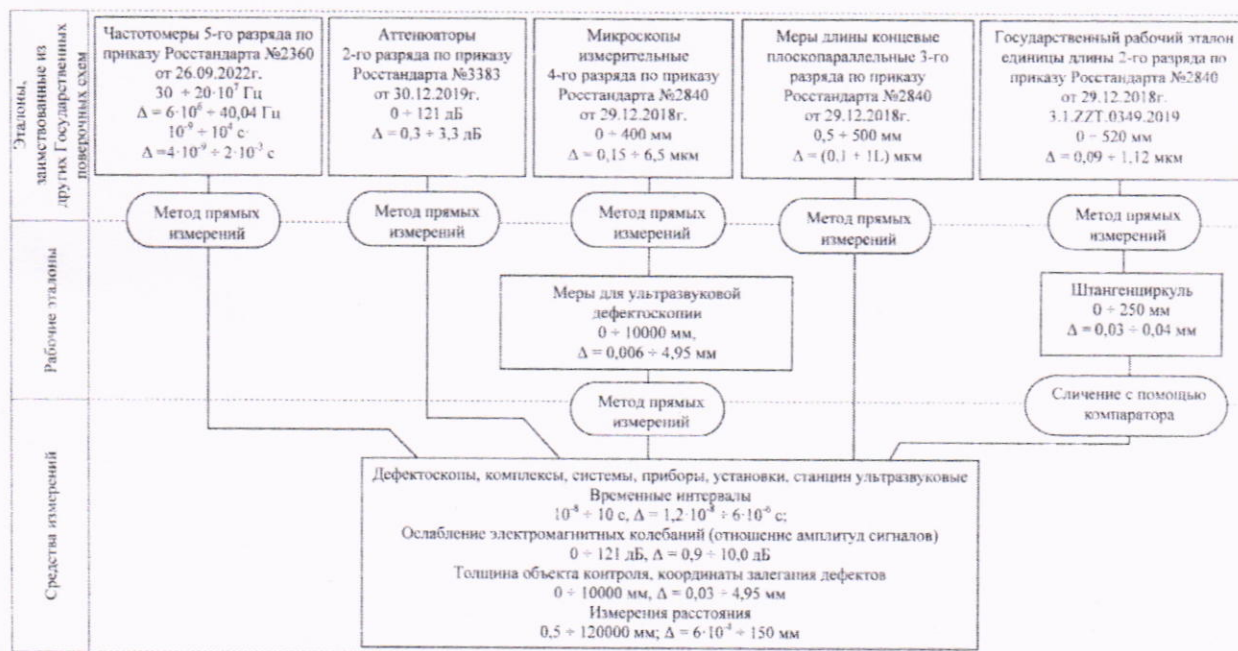 Эталоны,
заимствованные из
других Государственных
поверочных схем
Частотомеры 5-го разряда по
приказу Росстандарта №2360
от 26.09.2022г.
30 ÷ 20·10⁷ Гц
Δ = 6·10⁶ ÷ 40,04 Гц
10⁻⁹ ÷ 10⁴ с·
Δ =4·10⁻⁹ ÷ 2·10⁻³ с
Аттенюаторы
2-го разряда по приказу
Росстандарта №3383
от 30.12.2019г.
0 ÷ 121 дБ
Δ = 0,3 ÷ 3,3 дБ
Микроскопы
измерительные
4-го разряда по приказу
Росстандарта №2840
от 29.12.2018г.
0 ÷ 400 мм
Δ = 0,15 ÷ 6,5 мкм
Меры длины концевые
плоскопараллельные 3-го
разряда по приказу
Росстандарта №2840
от 29.12.2018г.
0,5 ÷ 500 мм
Δ = (0,1 + 1L) мкм
Государственный рабочий эталон
единицы длины 2-го разряда по
приказу Росстандарта №2840
от 29.12.2018г.
3.1.ZZT.0349.2019
0 ÷ 520 мм
Δ = 0,09 ÷ 1,12 мкм
Метод прямых
измерений
Метод прямых
измерений
Метод прямых
измерений
Метод прямых
измерений
Метод прямых
измерений
Рабочие эталоны
Меры для ультразвуковой
дефектоскопии
0 ÷ 10000 мм,
Δ = 0,006 ÷ 4,95 мм
Штангенциркуль
0 ÷ 250 мм
Δ = 0,03 ÷ 0,04 мм
Метод прямых
измерений
Сличение с помощью
компаратора
Средства измерений
Дефектоскопы, комплексы, системы, приборы, установки, станции ультразвуковые
Временные интервалы
10⁻⁸ ÷ 10 с, Δ = 1,2·10⁻⁸ ÷ 6·10⁻⁶ с;
Ослабление электромагнитных колебаний (отношение амплитуд сигналов)
0 ÷ 121 дБ, Δ = 0,9 ÷ 10,0 дБ
Толщина объекта контроля, координаты залегания дефектов
0 ÷ 10000 мм, Δ = 0,03 ÷ 4,95 мм
Измерения расстояния
0,5 ÷ 120000 мм; Δ = 6·10⁻⁴ ÷ 150 мм